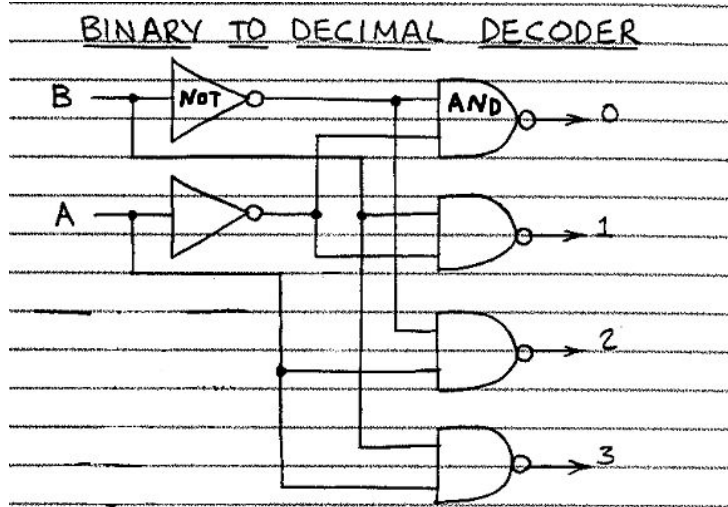 BINARY TO DECIMAL DECODER
B NOT AND 0
A 1
2
3